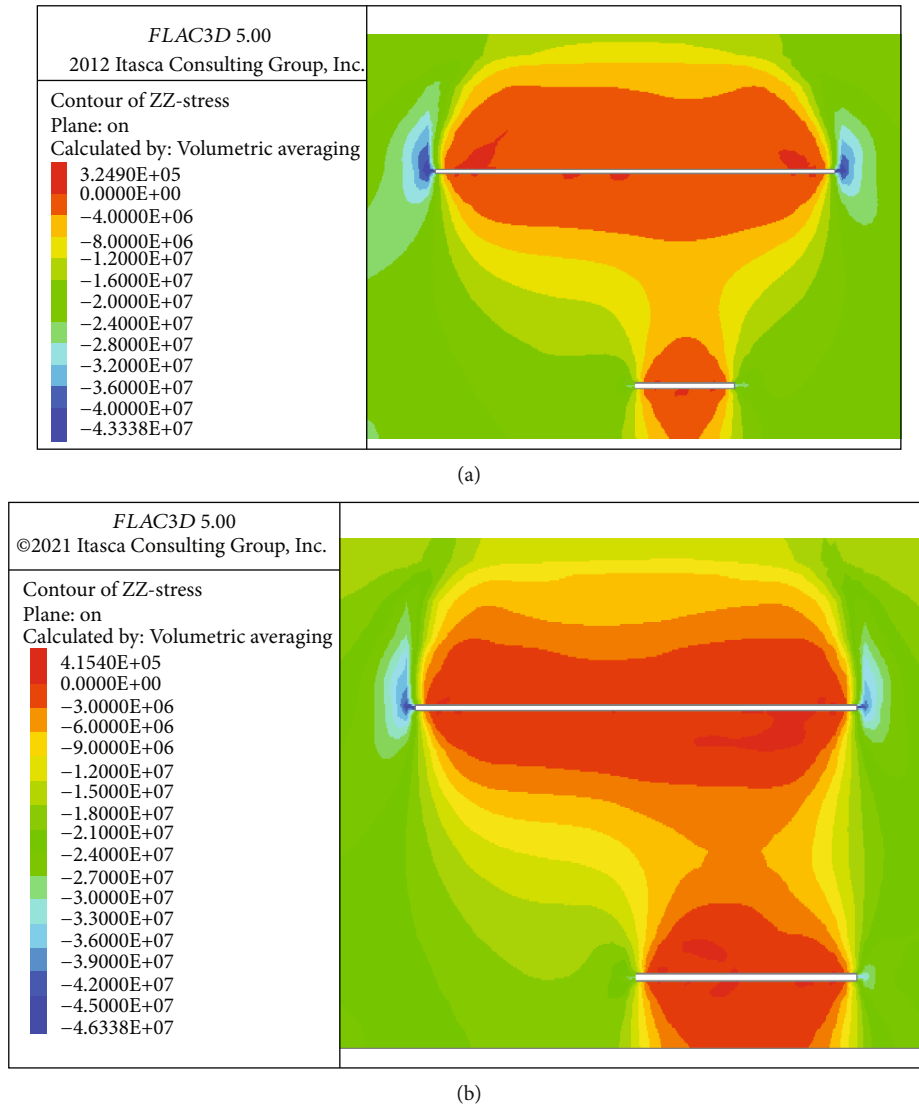 FLAC3D 5.00
2012 Itasca Consulting Group, Inc.
Contour of ZZ-stress
Plane: on
Calculated by: Volumetric averaging
3.2490E+05
0.0000E+00
−4.0000E+06
−8.0000E+06
−1.2000E+07
−1.6000E+07
−2.0000E+07
−2.4000E+07
−2.8000E+07
−3.2000E+07
−3.6000E+07
−4.0000E+07
−4.3338E+07
(a)
FLAC3D 5.00
©2021 Itasca Consulting Group, Inc.
Contour of ZZ-stress
Plane: on
Calculated by: Volumetric averaging
4.1540E+05
0.0000E+00
−3.0000E+06
−6.0000E+06
−9.0000E+06
−1.2000E+07
−1.5000E+07
−1.8000E+07
−2.1000E+07
−2.4000E+07
−2.7000E+07
−3.0000E+07
−3.3000E+07
−3.6000E+07
−3.9000E+07
−4.2000E+07
−4.5000E+07
−4.6338E+07
(b)